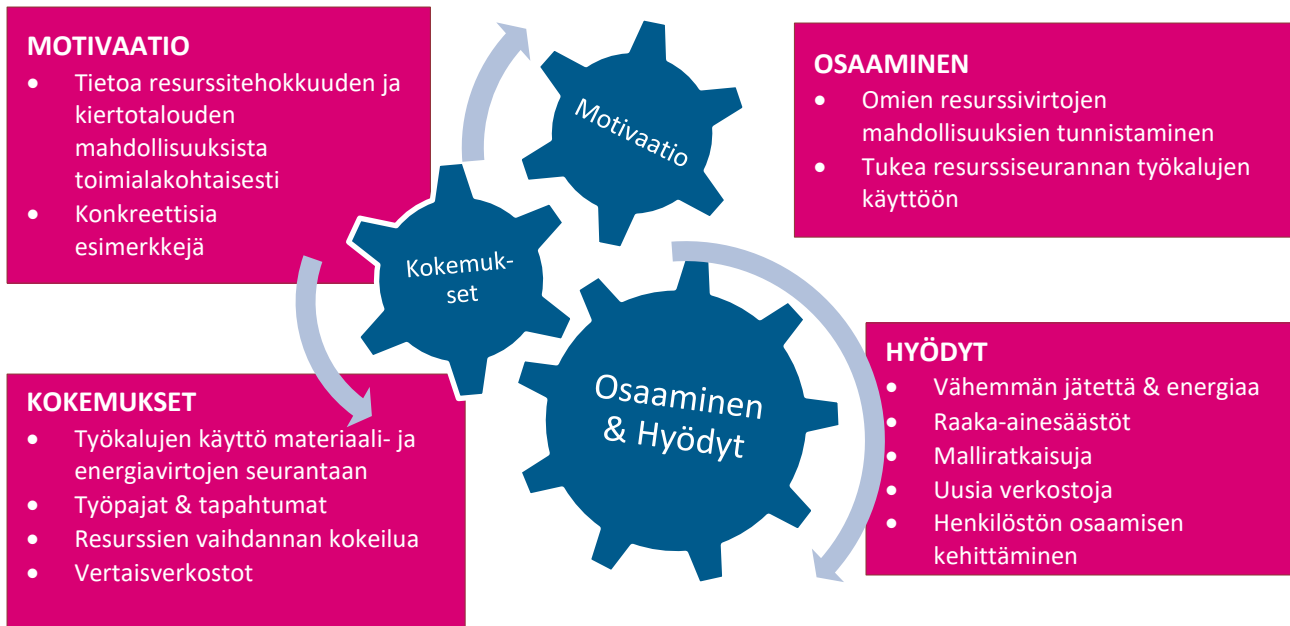 MOTIVAATIO
• Tietoa resurssitehokkuuden ja
kiertotalouden
mahdollisuuksista
toimialakohtaisesti
• Konkreettisia
esimerkkejä
Motivaatio
Kokemuk-
set
Osaaminen
& Hyödyt
OSAAMINEN
• Omien resurssivirtojen
mahdollisuuksien tunnistaminen
• Tukea resurssiseurannan työkalujen
käyttöön
KOKEMUKSET
• Työkalujen käyttö materiaali- ja
energiavirtojen seurantaan
• Työpajat & tapahtumat
• Resurssien vaihdannan kokeilua
• Vertaisverkostot
HYÖDYT
• Vähemmän jätettä & energiaa
• Raaka-ainesäästöt
• Malliratkaisuja
• Uusia verkostoja
• Henkilöstön osaamisen
kehittäminen